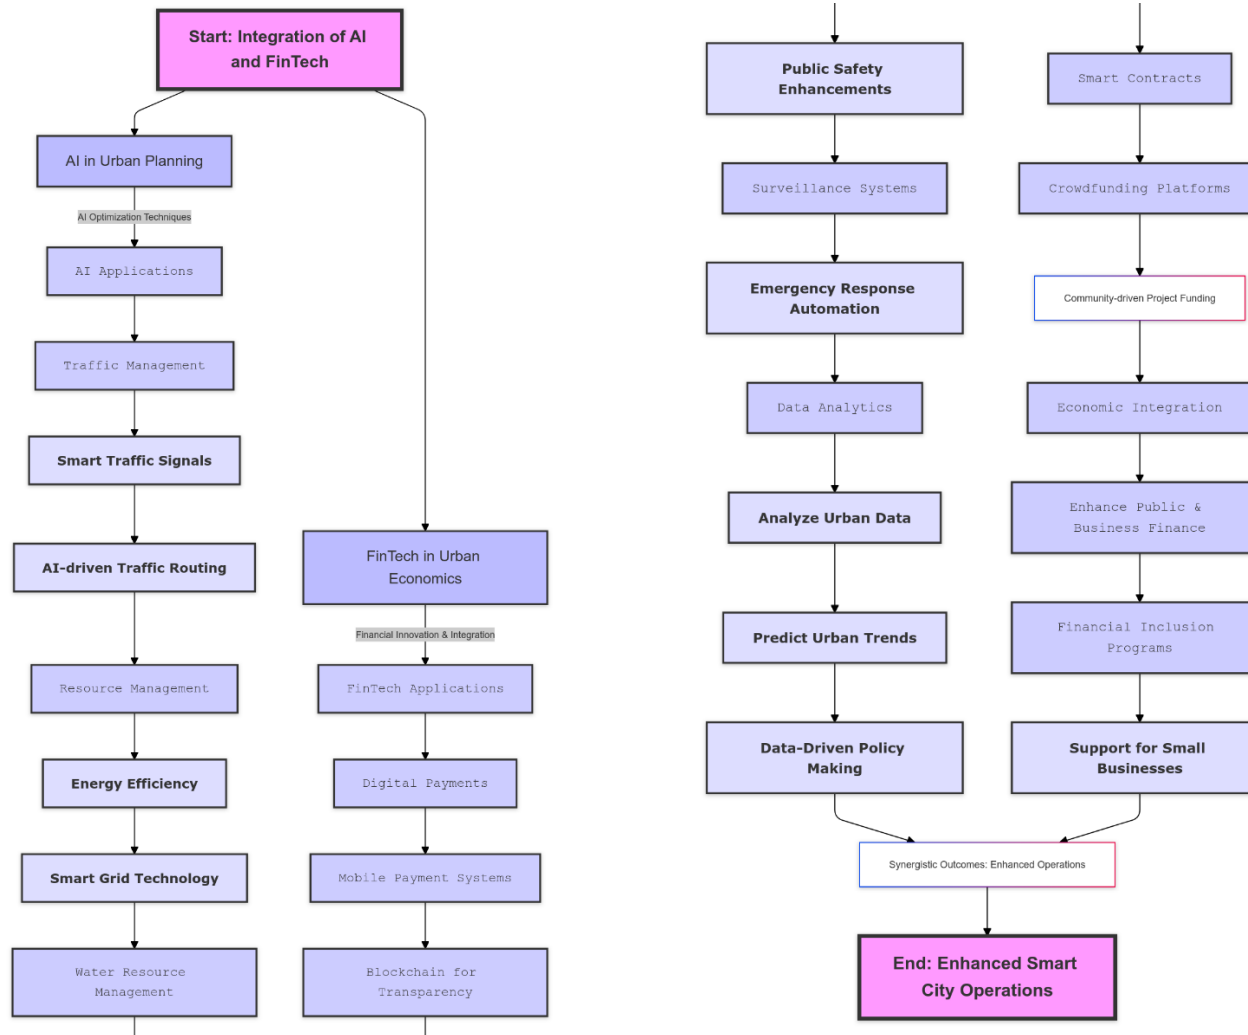 Start: Integration of AI
and FinTech
AI in Urban Planning
AI Optimization Techniques
AI Applications
Traffic Management
Smart Traffic Signals
AI-driven Traffic Routing
Resource Management
Energy Efficiency
Smart Grid Technology
Water Resource
Management
FinTech in Urban
Economics
Financial Innovation & Integration
FinTech Applications
Digital Payments
Mobile Payment Systems
Blockchain for
Transparency
Public Safety
Enhancements
Surveillance Systems
Emergency Response
Automation
Data Analytics
Analyze Urban Data
Predict Urban Trends
Data-Driven Policy
Making
Smart Contracts
Crowdfunding Platforms
Community-driven Project Funding
Economic Integration
Enhance Public &
Business Finance
Financial Inclusion
Programs
Support for Small
Businesses
Synergistic Outcomes: Enhanced Operations
End: Enhanced Smart
City Operations